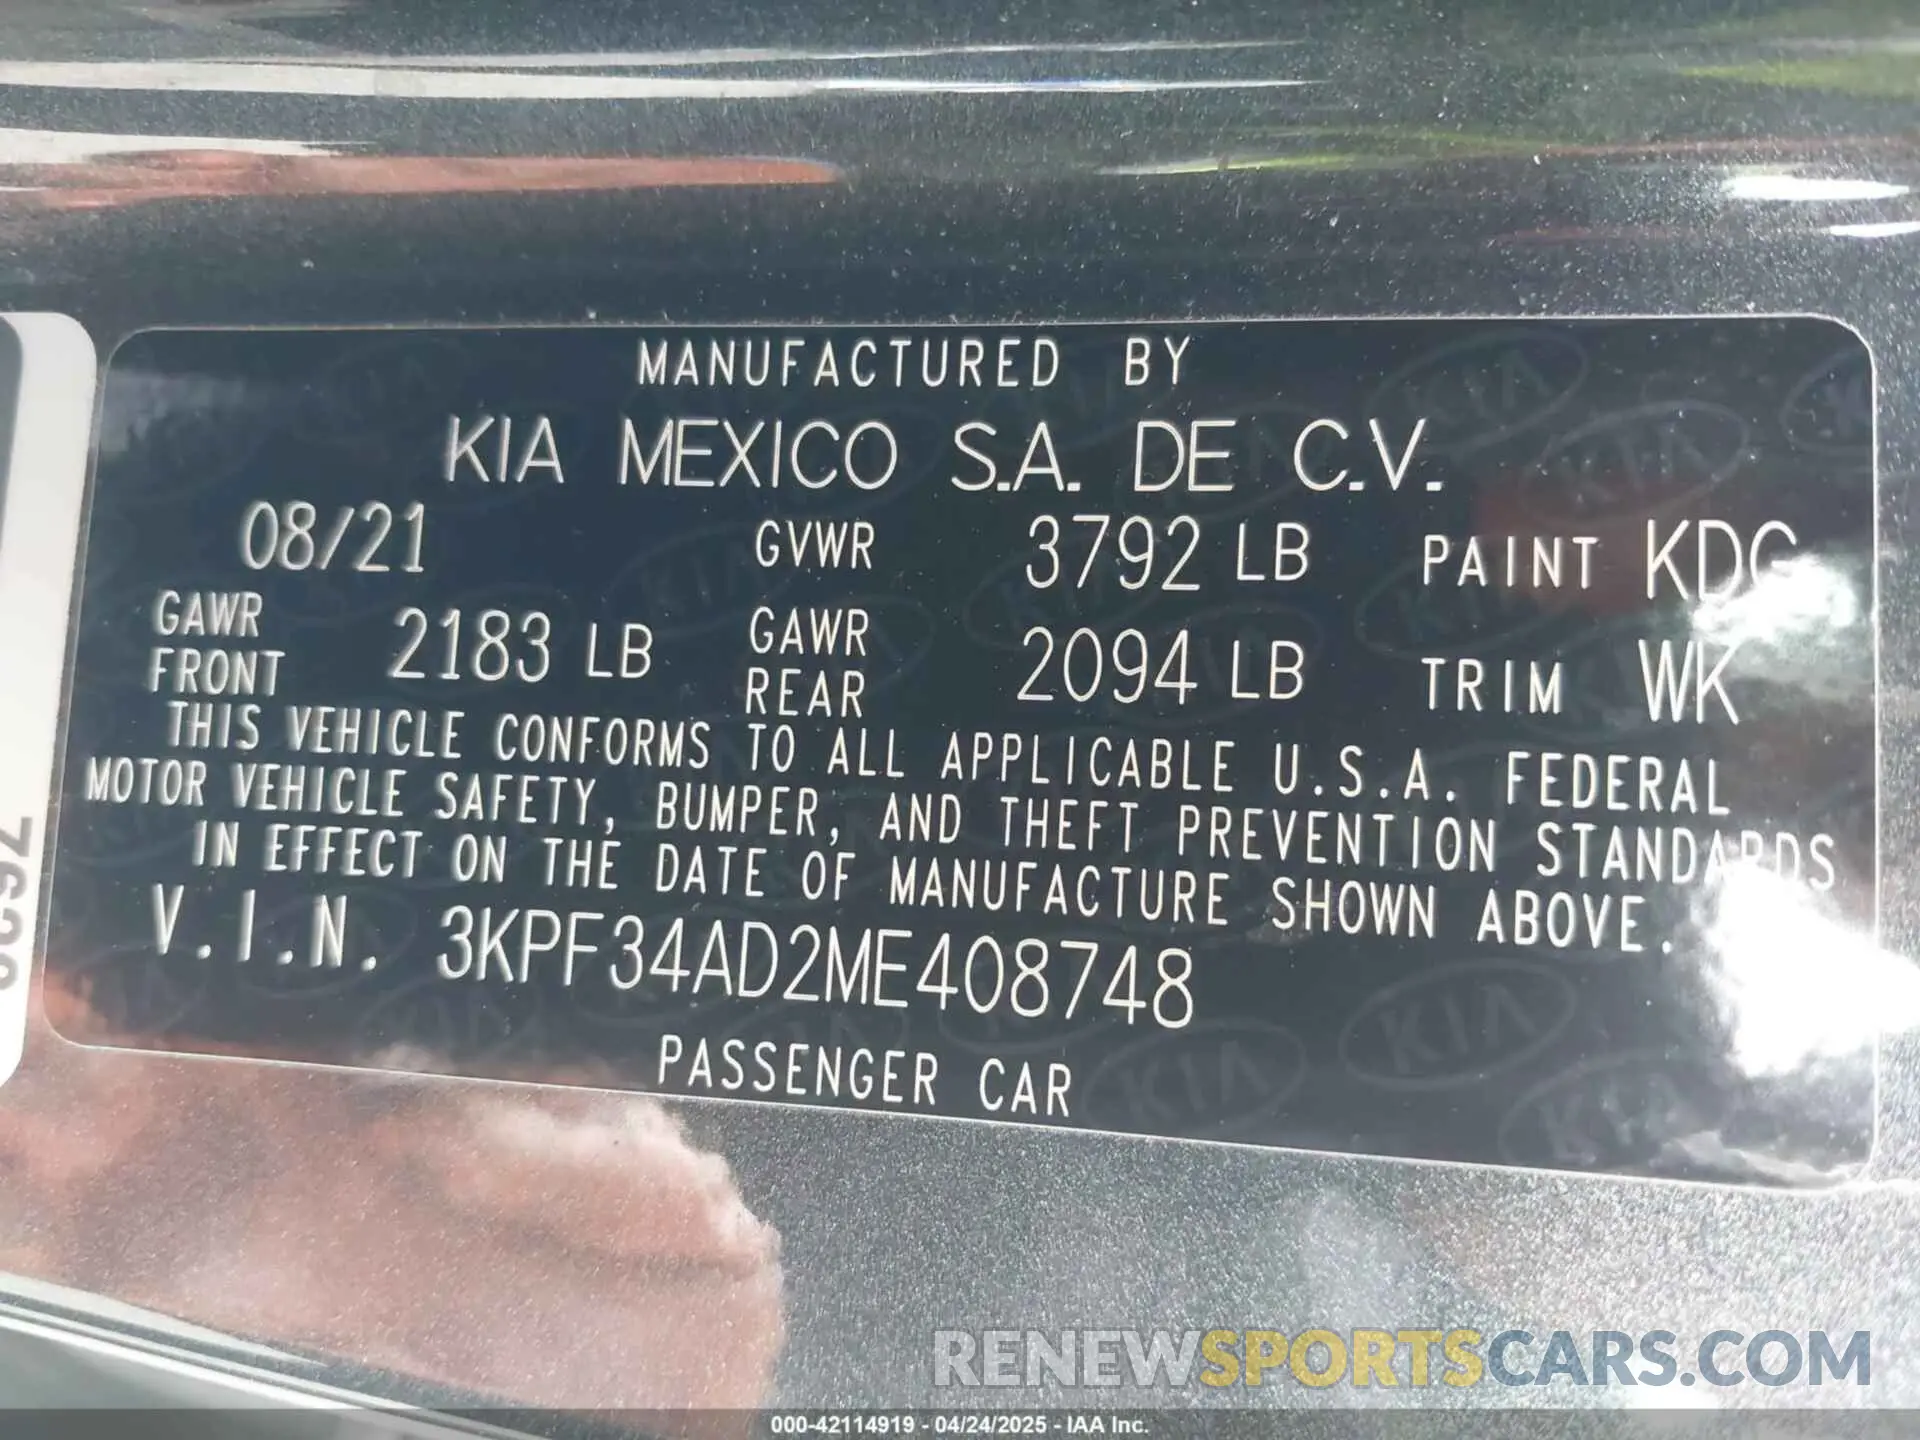 MANUFACTURED BY
KIA MEXICO S.A. DE C.V.
08/21 GVWR 3792 LB PAINT KDG
GAWR FRONT 2183 LB GAWR REAR 2094 LB TRIM WK
THIS VEHICLE CONFORMS TO ALL APPLICABLE U.S.A. FEDERAL
MOTOR VEHICLE SAFETY, BUMPER, AND THEFT PREVENTION STANDARDS
IN EFFECT ON THE DATE OF MANUFACTURE SHOWN ABOVE.
V.I.N. 3KPF34AD2ME408748
PASSENGER CAR
RENEWSPORTSCARS.COM
000-42114919 - 04/24/2025 - IAA Inc.